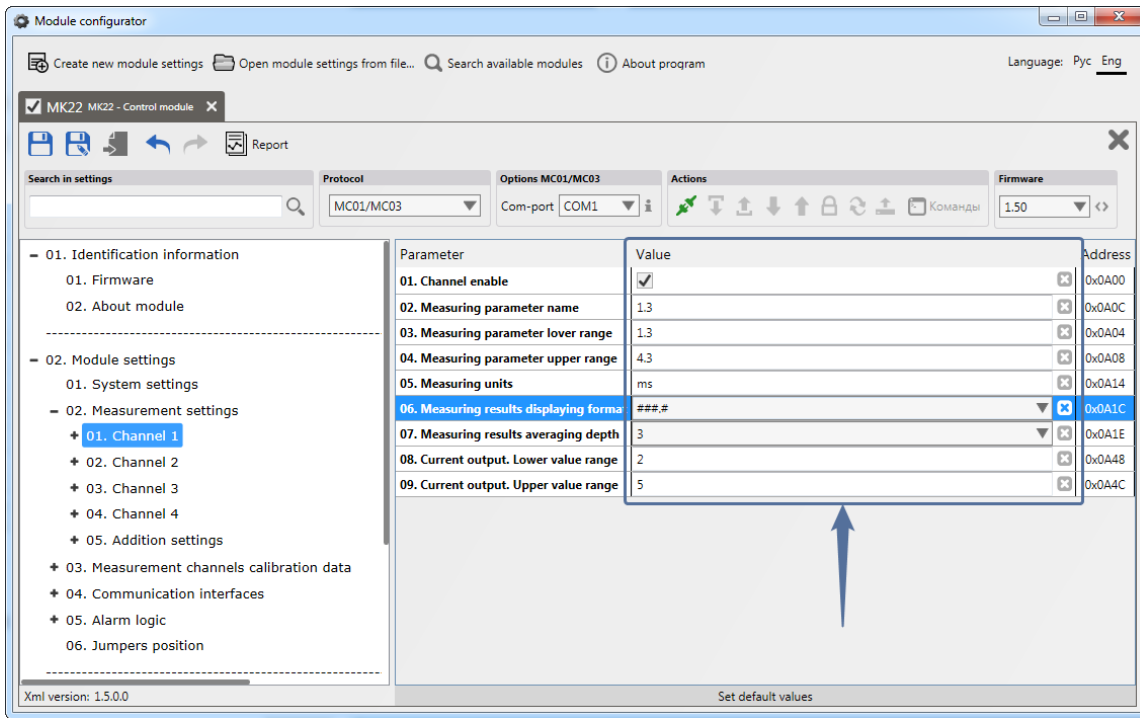 Module configurator
Create new module settings Open module settings from file... Search available modules About program Language: Рус Eng
MK22 MK22 - Control module
Report
Search in settings Protocol Options MC01/MC03 Actions Firmware
MC01/MC03 Com-port COM1 Команды 1.50
01. Identification information
01. Firmware
02. About module
02. Module settings
01. System settings
02. Measurement settings
01. Channel 1
02. Channel 2
03. Channel 3
04. Channel 4
05. Addition settings
03. Measurement channels calibration data
04. Communication interfaces
05. Alarm logic
06. Jumpers position
Parameter Value Address
01. Channel enable 0x0A00
02. Measuring parameter name 1.3 0x0A0C
03. Measuring parameter lover range 1.3 0x0A04
04. Measuring parameter upper range 4.3 0x0A08
05. Measuring units ms 0x0A14
06. Measuring results displaying forma ###.# 0x0A1C
07. Measuring results averaging depth 3 0x0A1E
08. Current output. Lower value range 2 0x0A48
09. Current output. Upper value range 5 0x0A4C
Xml version: 1.5.0.0 Set default values